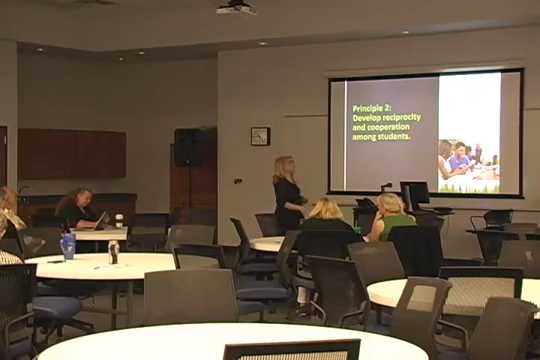 Principle 2:
Develop reciprocity
and cooperation
among students.